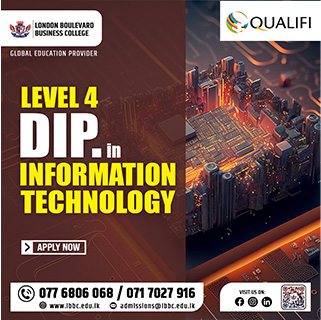 LONDON BOULEVARD
BUSINESS COLLEGE
GLOBAL EDUCATION PROVIDER
QUALIFI
LEVEL 4
DIP. in
INFORMATION
TECHNOLOGY
> APPLY NOW
077 6806 068 / 071 7027 916
www.lbbc.edu.lk admissions@lbbc.edu.lk
VISIT US ON: